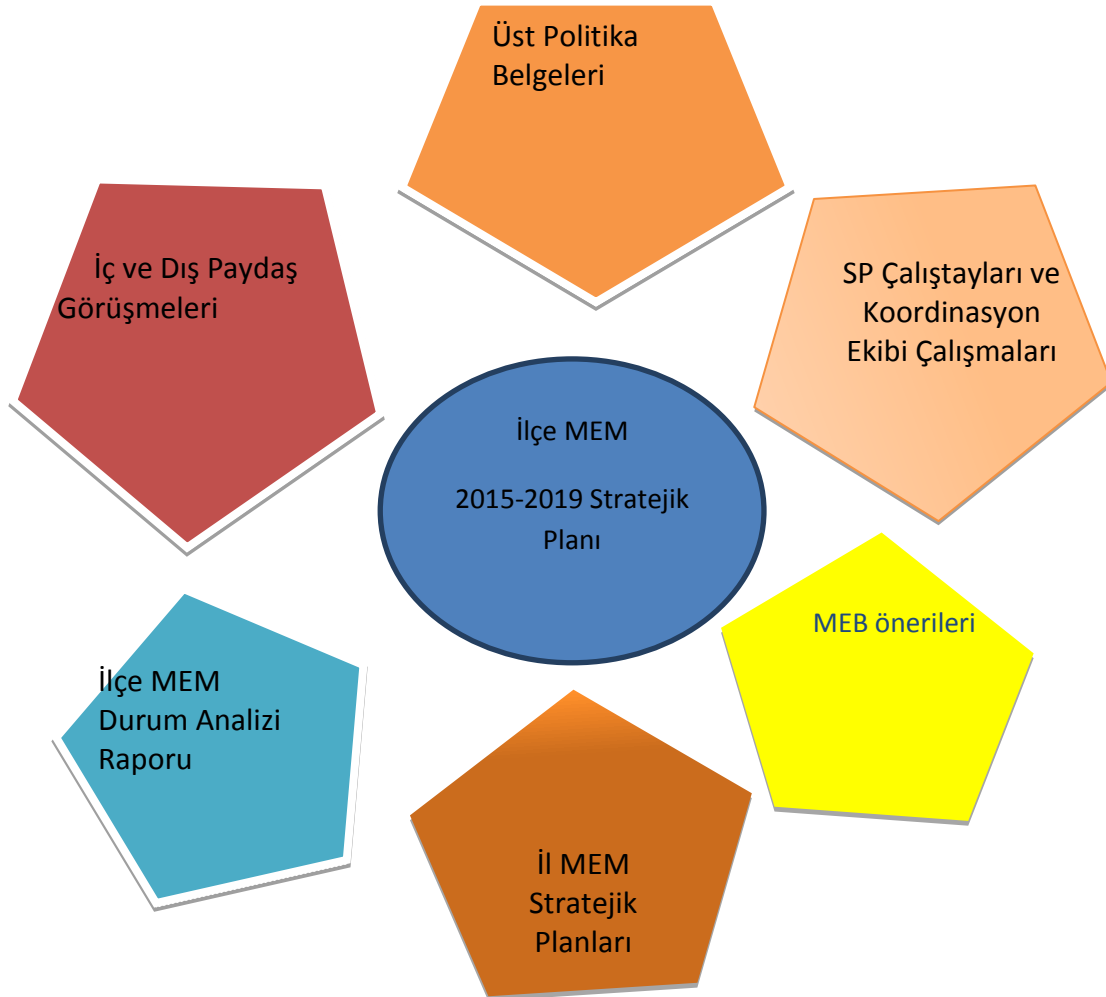 Üst Politika
Belgeleri
İç ve Dış Paydaş
Görüşmeleri
SP Çalıştayları ve
Koordinasyon
Ekibi Çalışmaları
İlçe MEM
2015-2019 Stratejik
Planı
MEB önerileri
İlçe MEM
Durum Analizi
Raporu
İl MEM
Stratejik
Planları